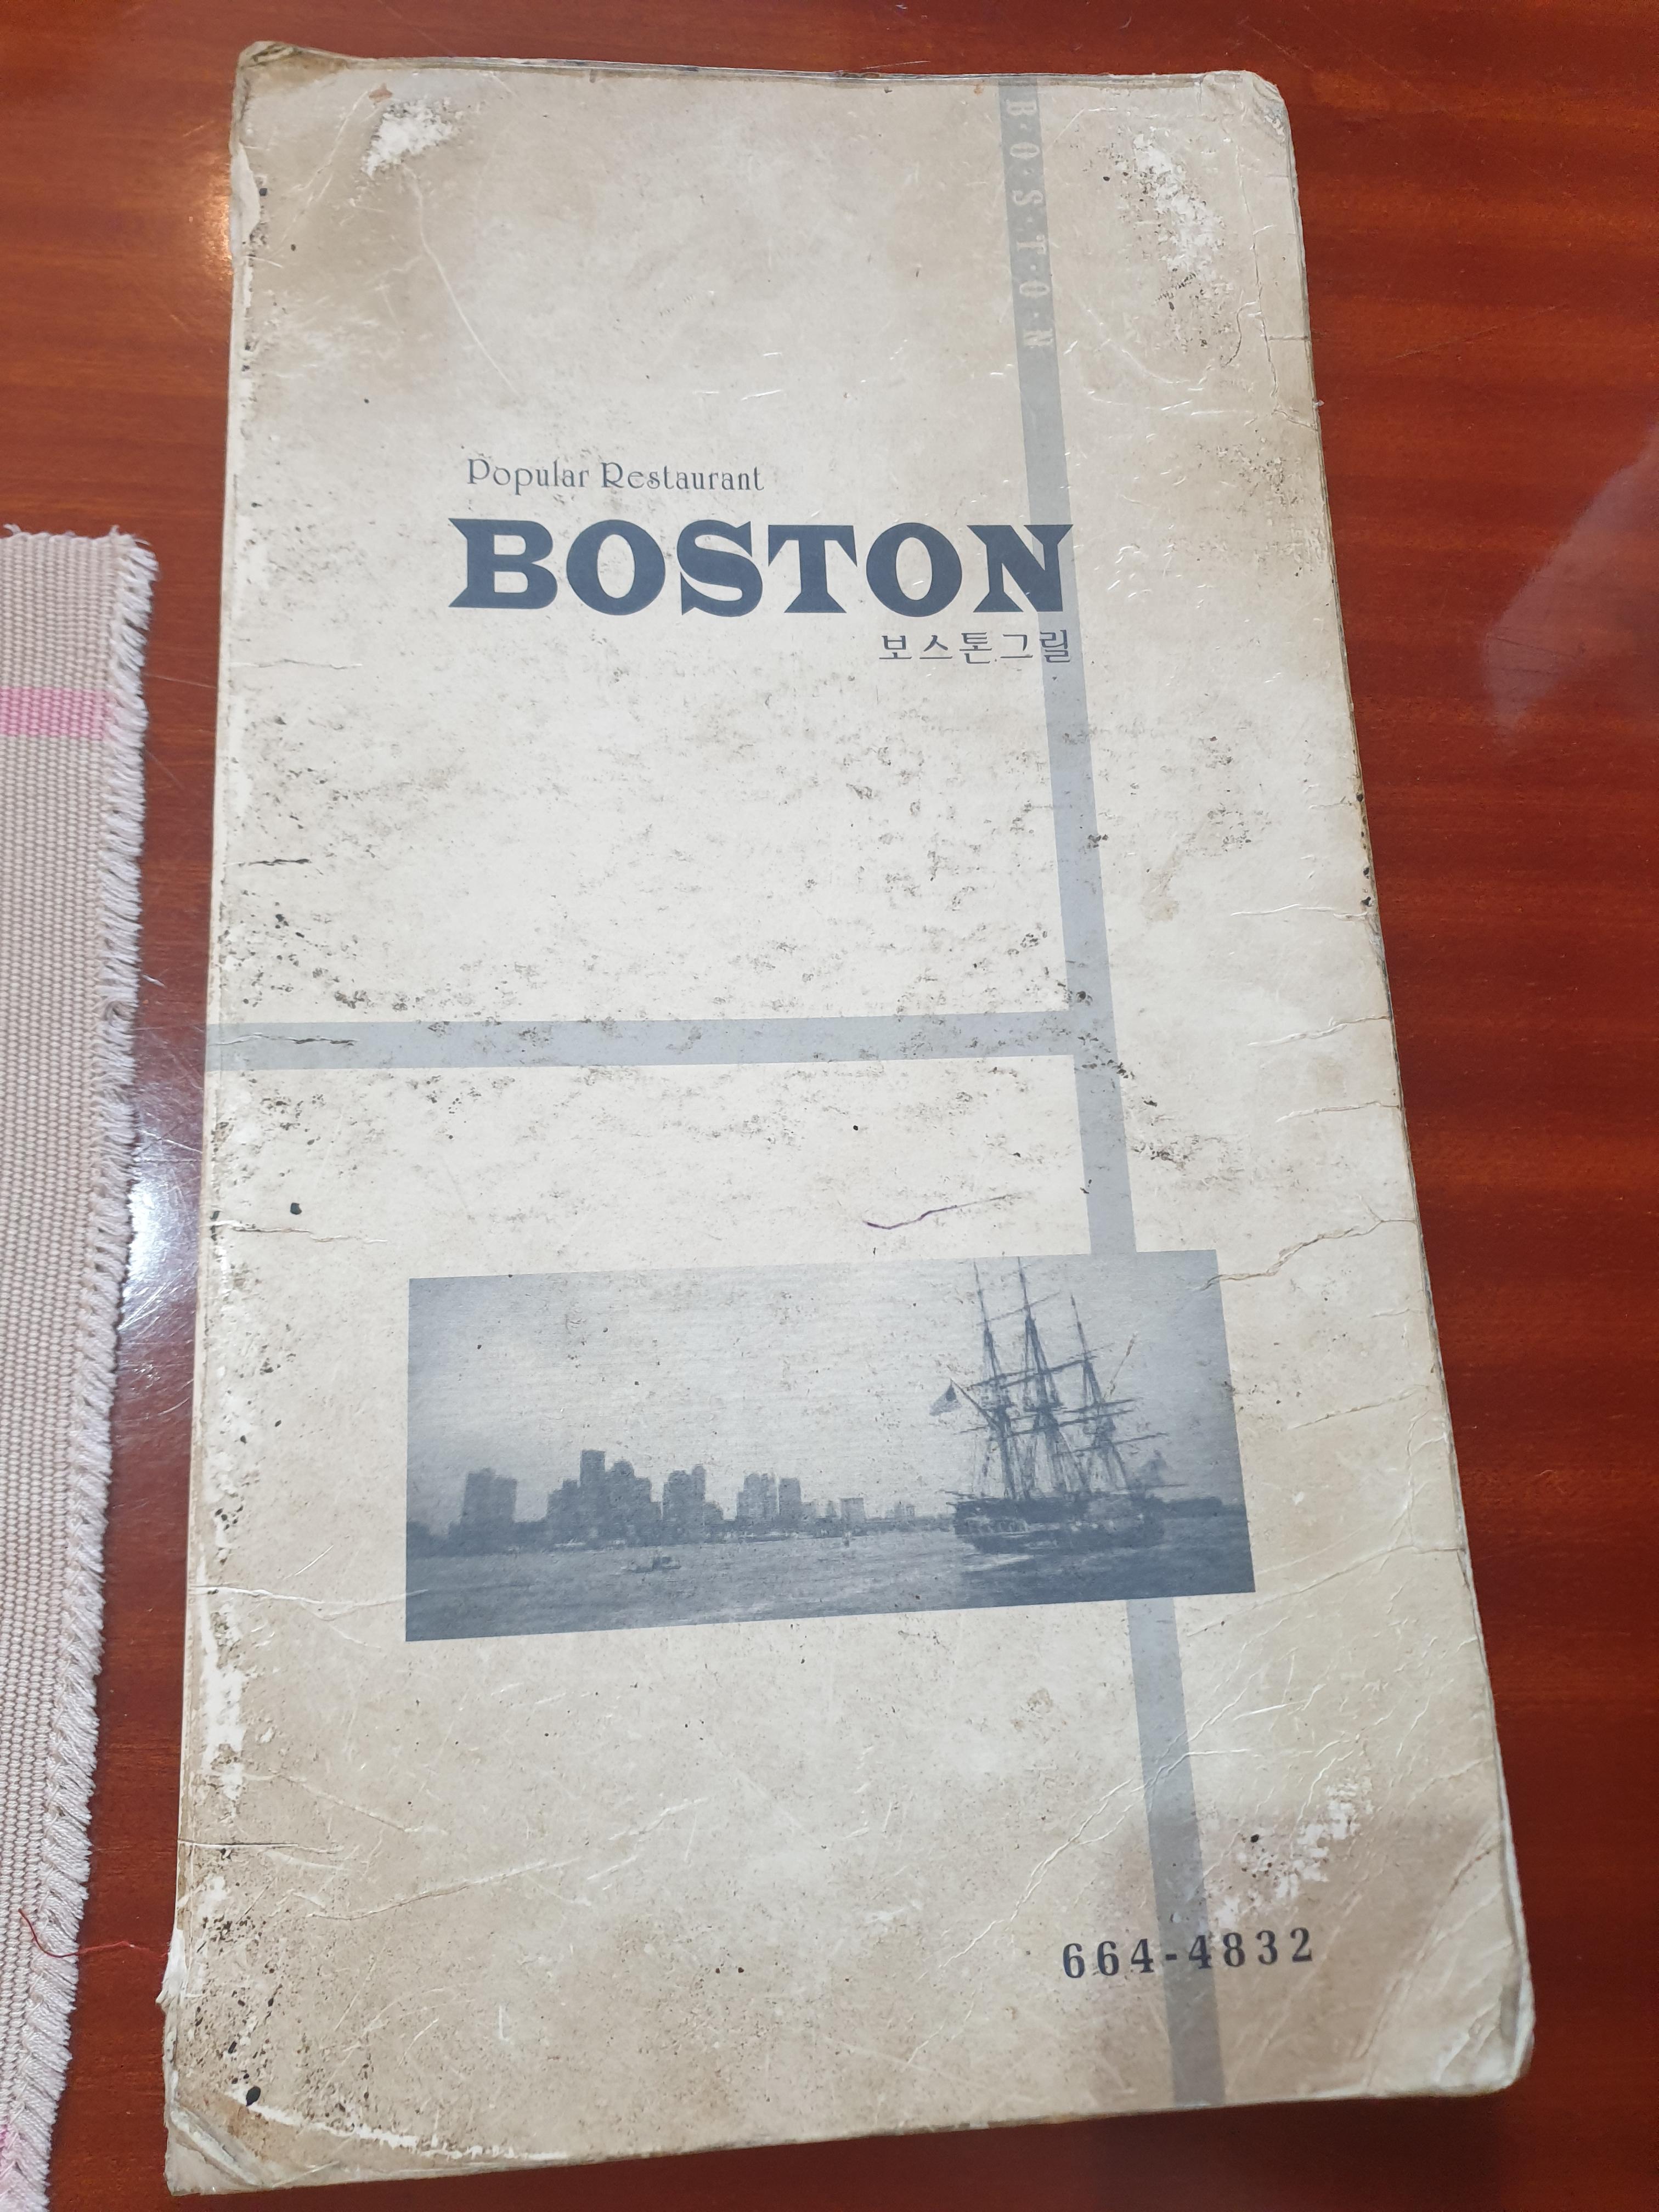 B·O·S·T·O·N
Popular Restaurant
BOSTON
보스톤그릴
664-4832